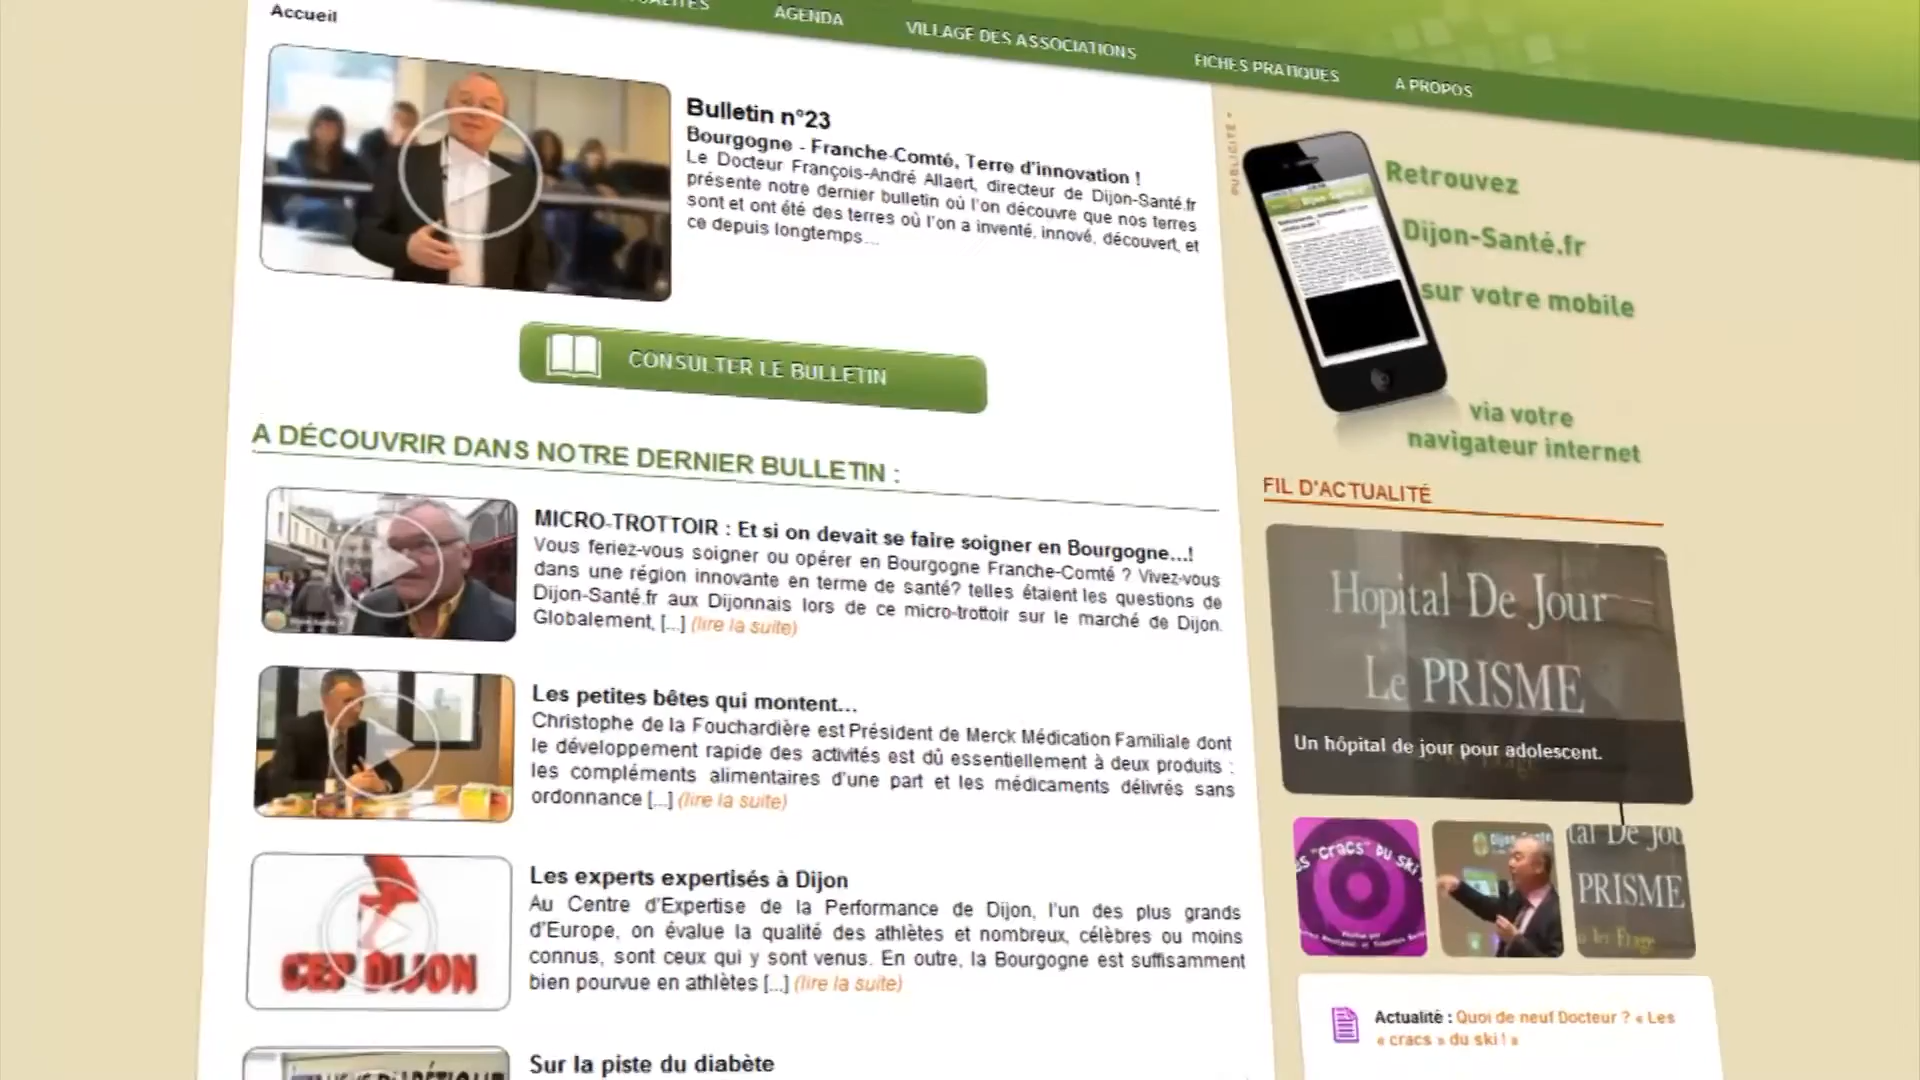 Accueil
AGENDA
VILLAGE DES ASSOCIATIONS
FICHES PRATIQUES
A PROPOS
Bulletin n°23
Bourgogne - Franche-Comté, Terre d'innovation !
Le Docteur François-André Allaert, directeur de Dijon-Santé.fr
présente notre dernier bulletin où l'on découvre que nos terres
sont et ont été des terres où l'on a inventé, innové, découvert, et
ce depuis longtemps...
CONSULTER LE BULLETIN
A DÉCOUVRIR DANS NOTRE DERNIER BULLETIN :
MICRO-TROTTOIR : Et si on devait se faire soigner en Bourgogne...!
Vous feriez-vous soigner ou opérer en Bourgogne Franche-Comté ? Vivez-vous
dans une région innovante en terme de santé? telles étaient les questions de
Dijon-Santé.fr aux Dijonnais lors de ce micro-trottoir sur le marché de Dijon.
Globalement, [...] (lire la suite)
Les petites bêtes qui montent...
Christophe de la Fouchardière est Président de Merck Médication Familiale dont
le développement rapide des activités est dû essentiellement à deux produits :
les compléments alimentaires d'une part et les médicaments délivrés sans
ordonnance [...] (lire la suite)
CEP DIJON
Les experts expertisés à Dijon
Au Centre d'Expertise de la Performance de Dijon, l'un des plus grands
d'Europe, on évalue la qualité des athlètes et nombreux, célèbres ou moins
connus, sont ceux qui y sont venus. En outre, la Bourgogne est suffisamment
bien pourvue en athlètes [...] (lire la suite)
Sur la piste du diabète
PUBLICITÉ
Retrouvez
Dijon-Santé.fr
sur votre mobile
via votre
navigateur internet
FIL D'ACTUALITÉ
Hopital De Jour
Le PRISME
Un hôpital de jour pour adolescent.
"cracs" du ski
tal De Jou
PRISME
Actualité : Quoi de neuf Docteur ? « Les
« cracs » du ski ! »